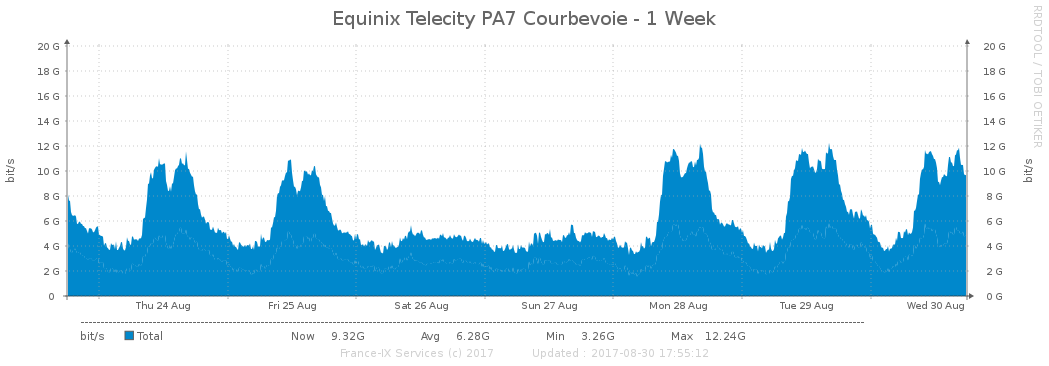 Equinix Telecity PA7 Courbevoie - 1 Week
RRDTOOL / TOBI OETIKER
20 G 20 G
18 G 18 G
16 G 16 G
14 G 14 G
12 G 12 G
10 G 10 G
8 G 8 G
6 G 6 G
4 G 4 G
2 G 2 G
0 0 G
bit/s bit/s
Thu 24 Aug Fri 25 Aug Sat 26 Aug Sun 27 Aug Mon 28 Aug Tue 29 Aug Wed 30 Aug
bit/s Total Now 9.32G Avg 6.28G Min 3.26G Max 12.24G
France-IX Services (c) 2017 Updated : 2017-08-30 17:55:12